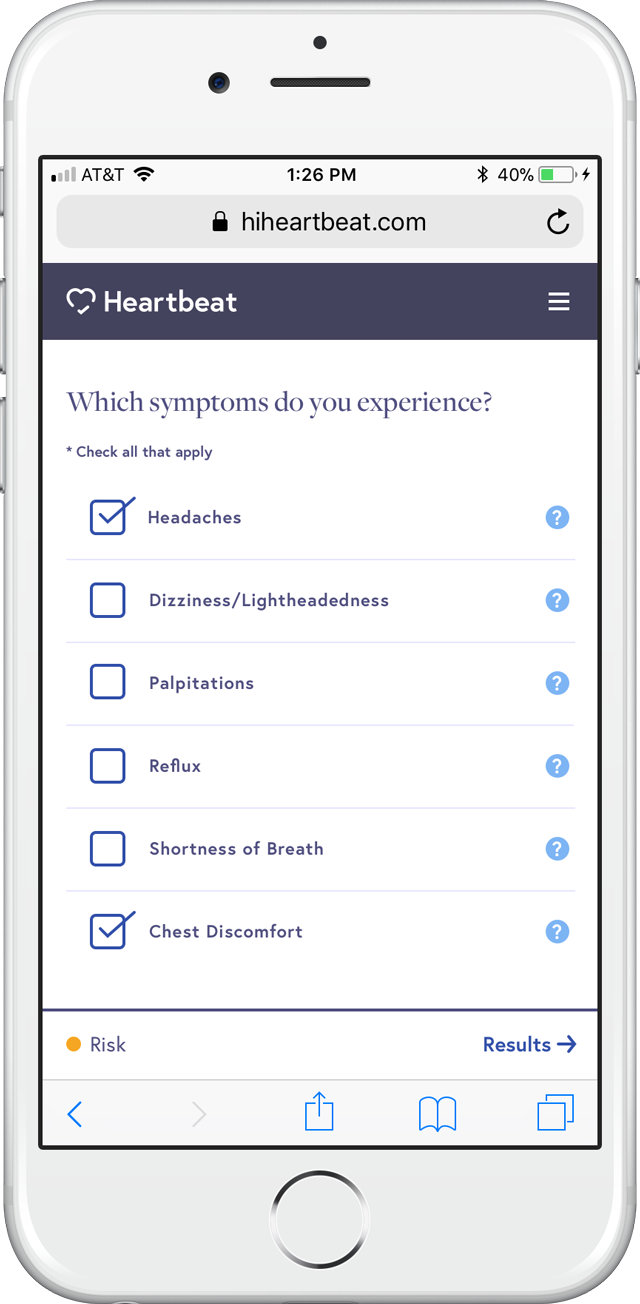 AT&T 1:26 PM 40%
hiheartbeat.com
Heartbeat
Which symptoms do you experience?
* Check all that apply
Headaches ?
Dizziness/Lightheadedness ?
Palpitations ?
Reflux ?
Shortness of Breath ?
Chest Discomfort ?
Risk Results →